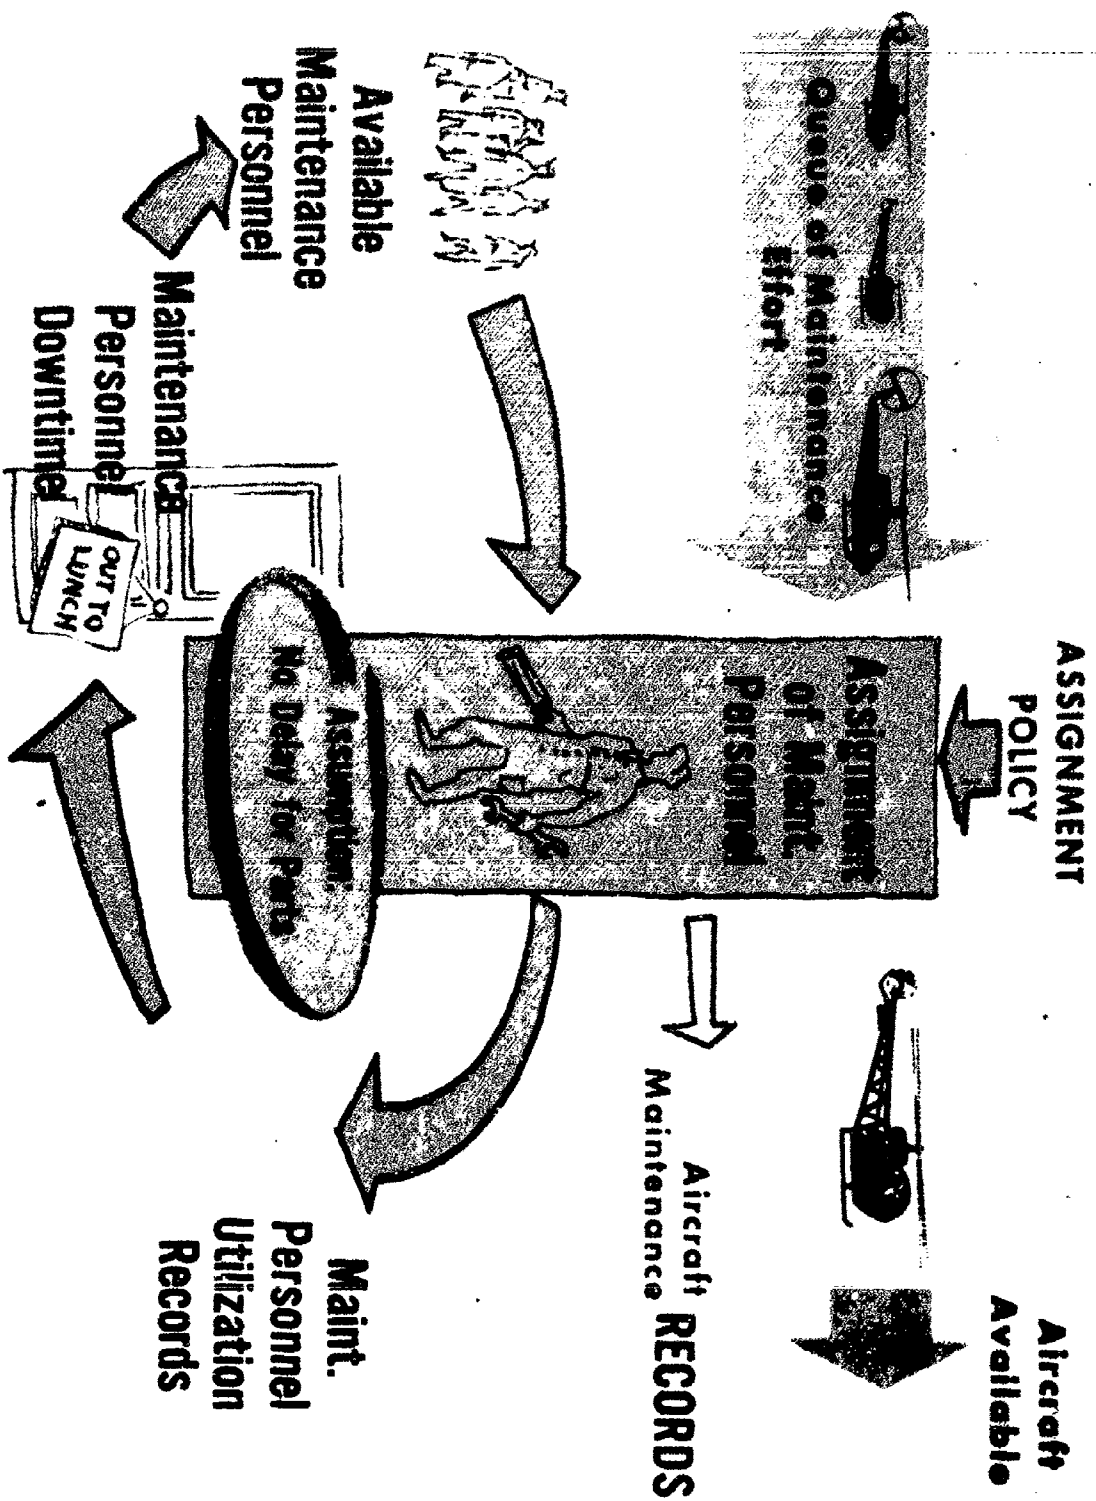 ASSIGNMENT
POLICY
Queue of Maintenance
Effort
Assignment
of Maint.
Personnel
Aircraft
Available
Aircraft
Maintenance RECORDS
Available
Maintenance
Personnel
Assumption:
No Delay for Parts
Maint.
Personnel
Utilization
Records
Maintenance
Personnel
Downtime
OUT TO
LUNCH